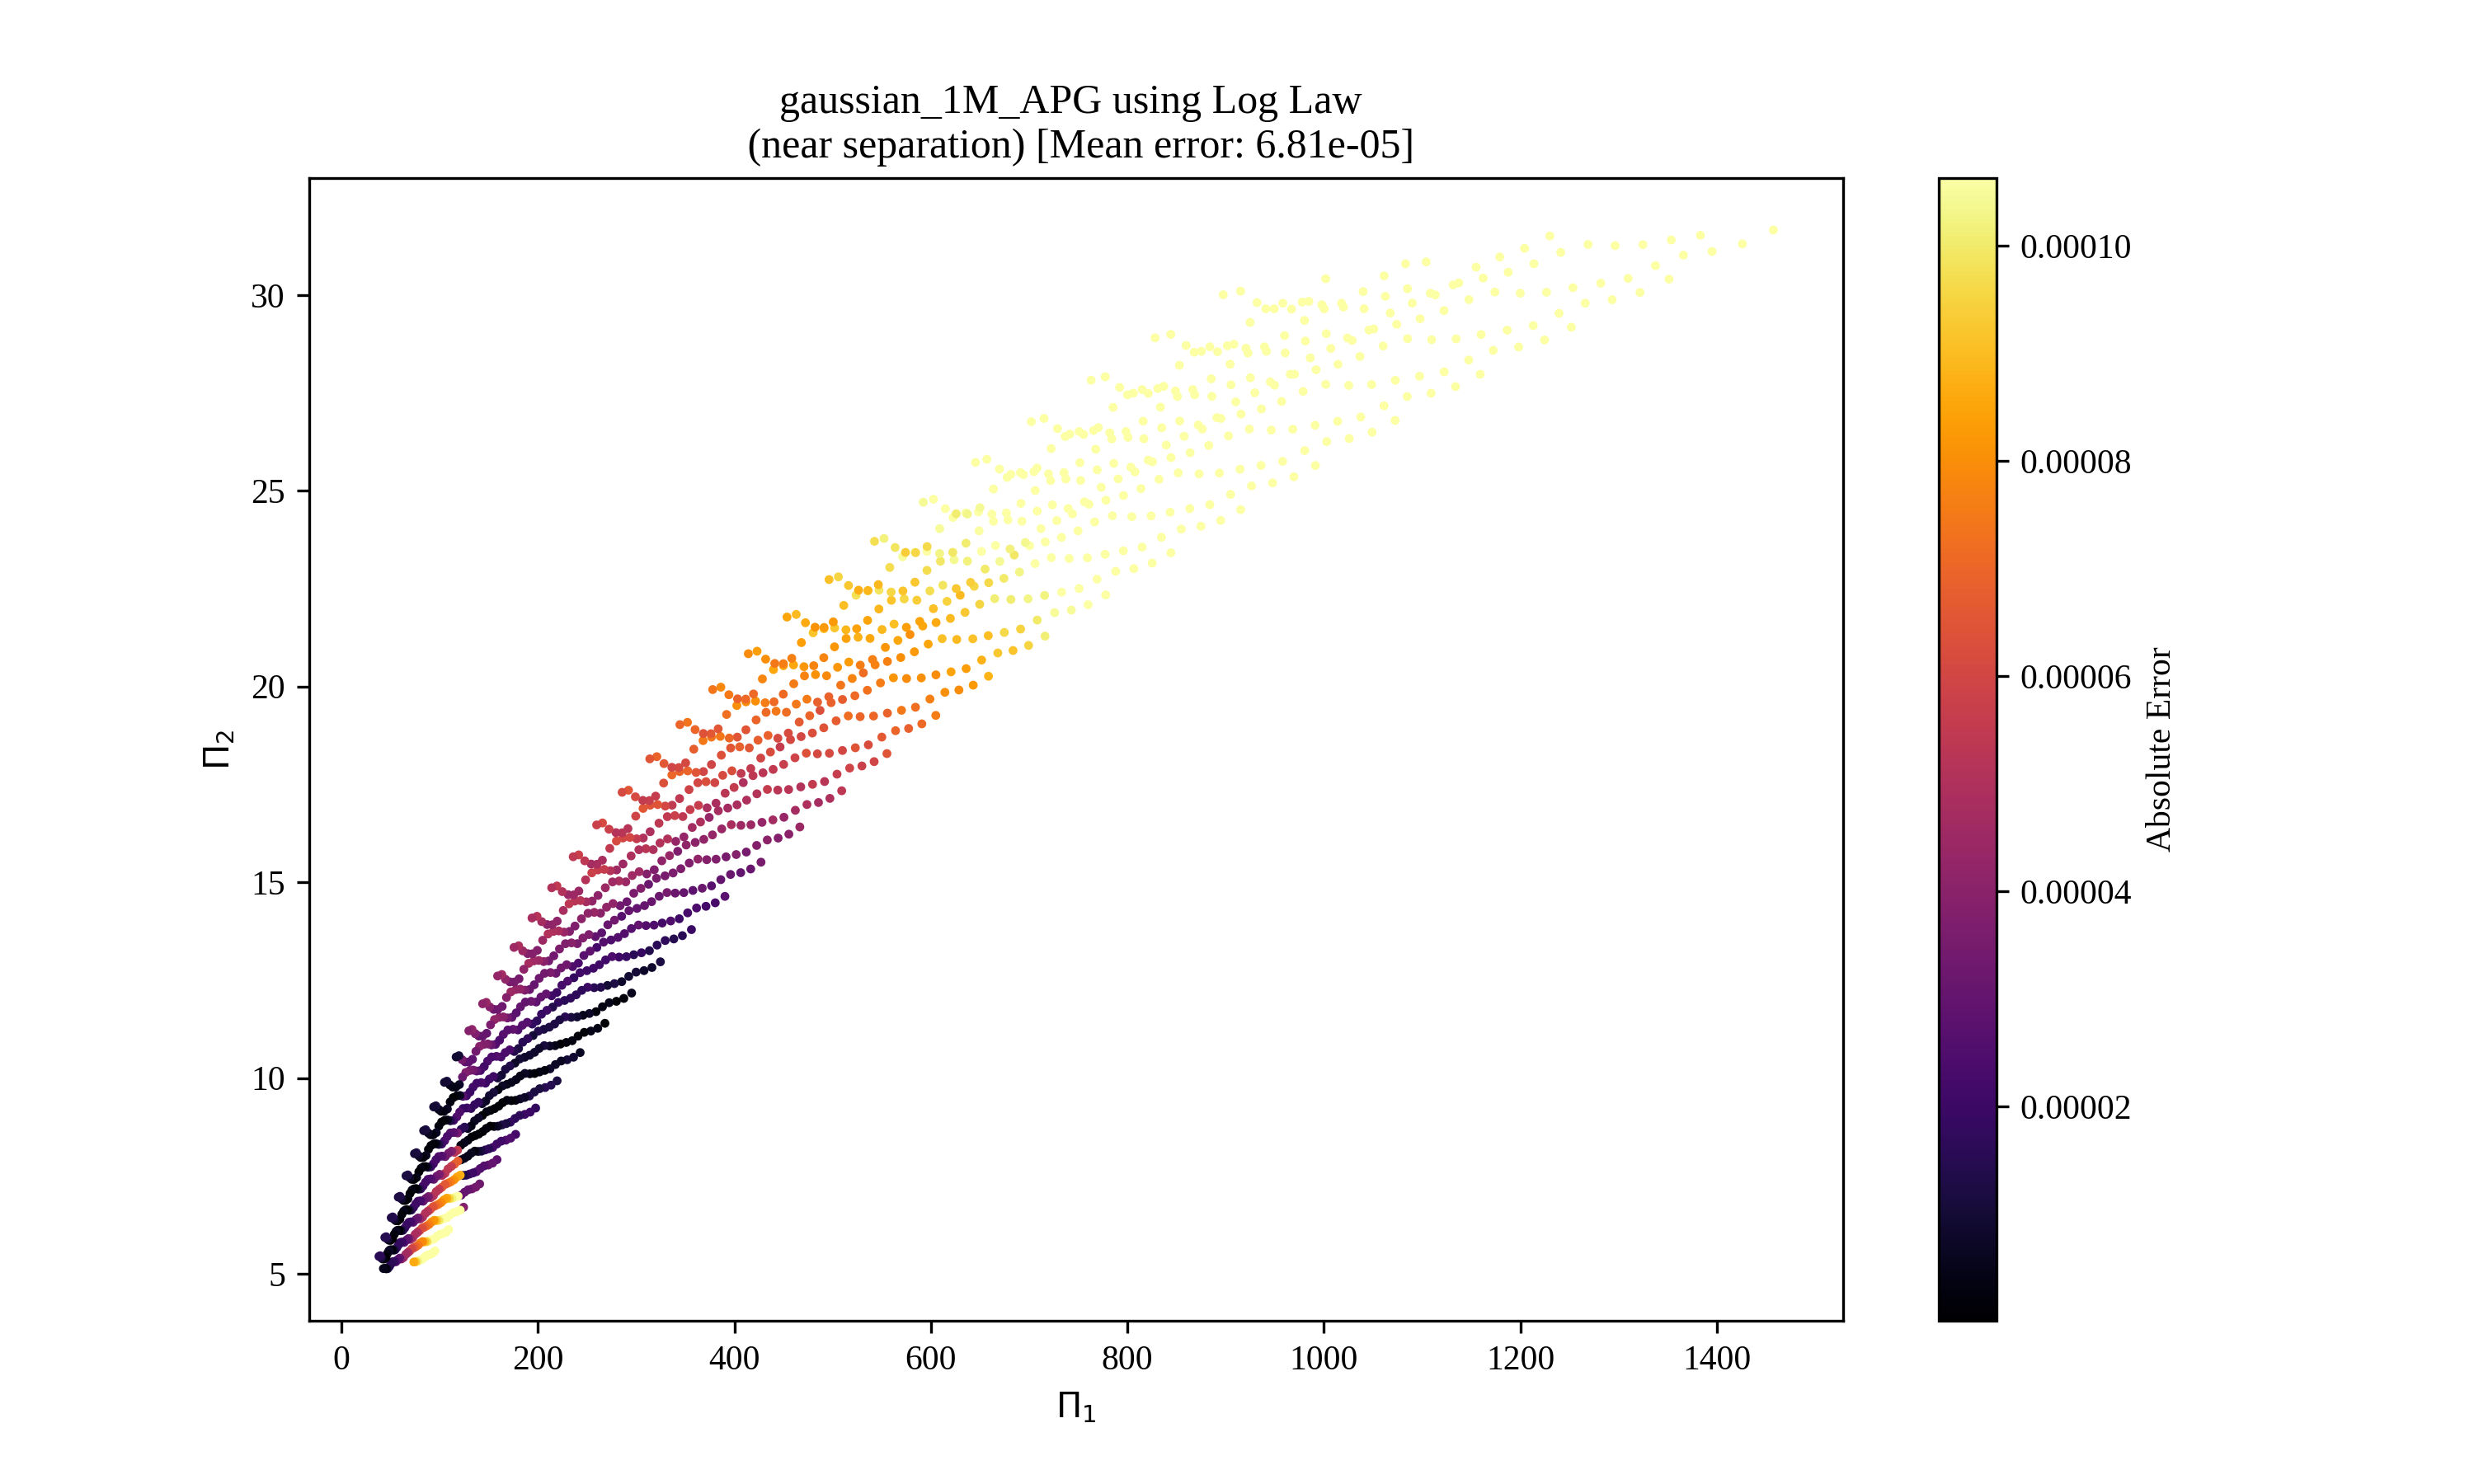 gaussian_1M_APG using Log Law
(near separation) [Mean error: 6.81e-05]
30
25
20
15
10
5
Π₂
0 200 400 600 800 1000 1200 1400
Π₁
0.00010
0.00008
0.00006
0.00004
0.00002
Absolute Error